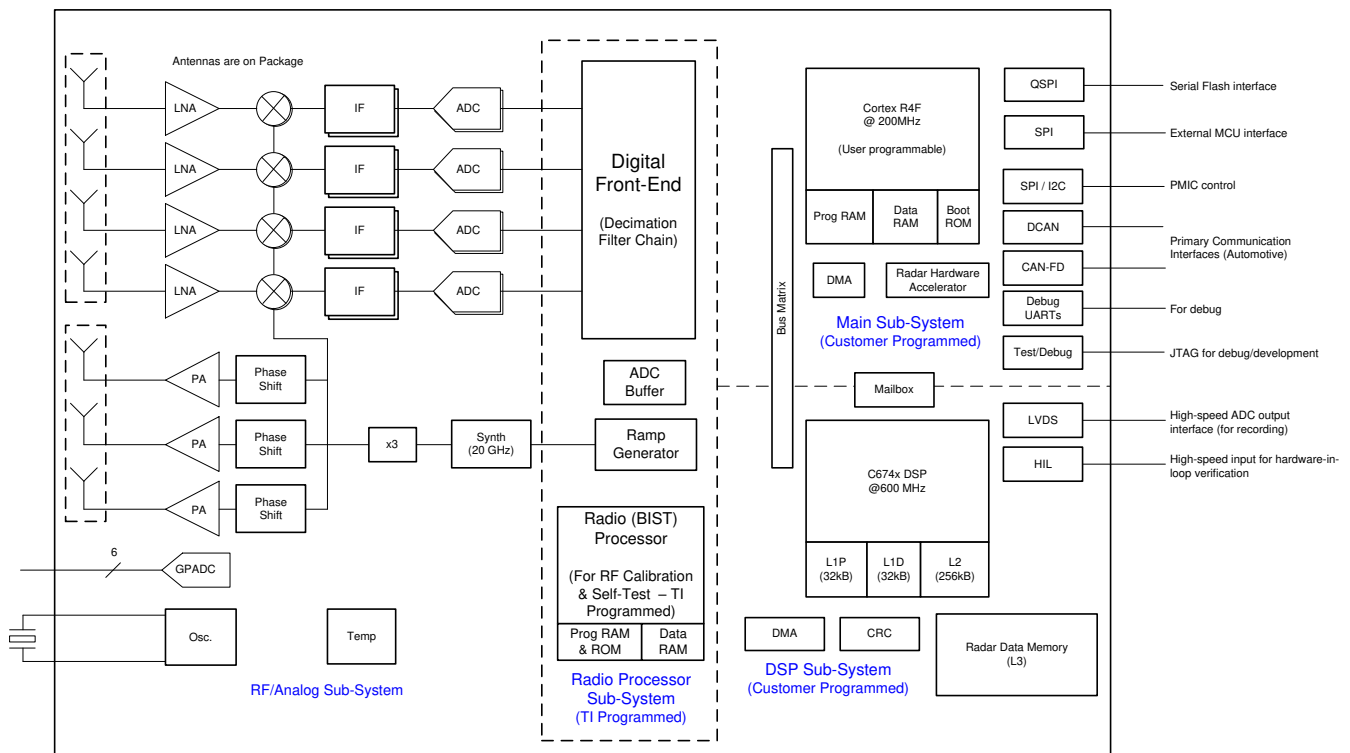 Antennas are on Package
LNA
IF
ADC
LNA
IF
ADC
LNA
IF
ADC
LNA
IF
ADC
PA
Phase
Shift
PA
Phase
Shift
PA
Phase
Shift
x3
Synth
(20 GHz)
6
GPADC
Osc.
Temp
RF/Analog Sub-System
Digital
Front-End
(Decimation
Filter Chain)
ADC
Buffer
Ramp
Generator
Radio (BIST)
Processor
(For RF Calibration
& Self-Test – TI
Programmed)
Prog RAM
& ROM
Data
RAM
Radio Processor
Sub-System
(TI Programmed)
Bus Matrix
Cortex R4F
@ 200MHz
(User programmable)
Prog RAM
Data
RAM
Boot
ROM
DMA
Radar Hardware
Accelerator
Main Sub-System
(Customer Programmed)
Mailbox
C674x DSP
@600 MHz
L1P
(32kB)
L1D
(32kB)
L2
(256kB)
DMA
CRC
DSP Sub-System
(Customer Programmed)
Radar Data Memory
(L3)
QSPI
Serial Flash interface
SPI
External MCU interface
SPI / I2C
PMIC control
DCAN
CAN-FD
Primary Communication
Interfaces (Automotive)
Debug
UARTs
For debug
Test/Debug
JTAG for debug/development
LVDS
High-speed ADC output
interface (for recording)
HIL
High-speed input for hardware-in-
loop verification